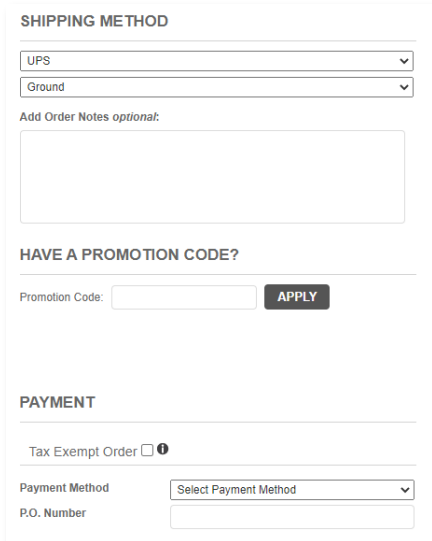 SHIPPING METHOD
UPS
Ground
Add Order Notes optional:
HAVE A PROMOTION CODE?
Promotion Code: APPLY
PAYMENT
Tax Exempt Order
Payment Method Select Payment Method
P.O. Number